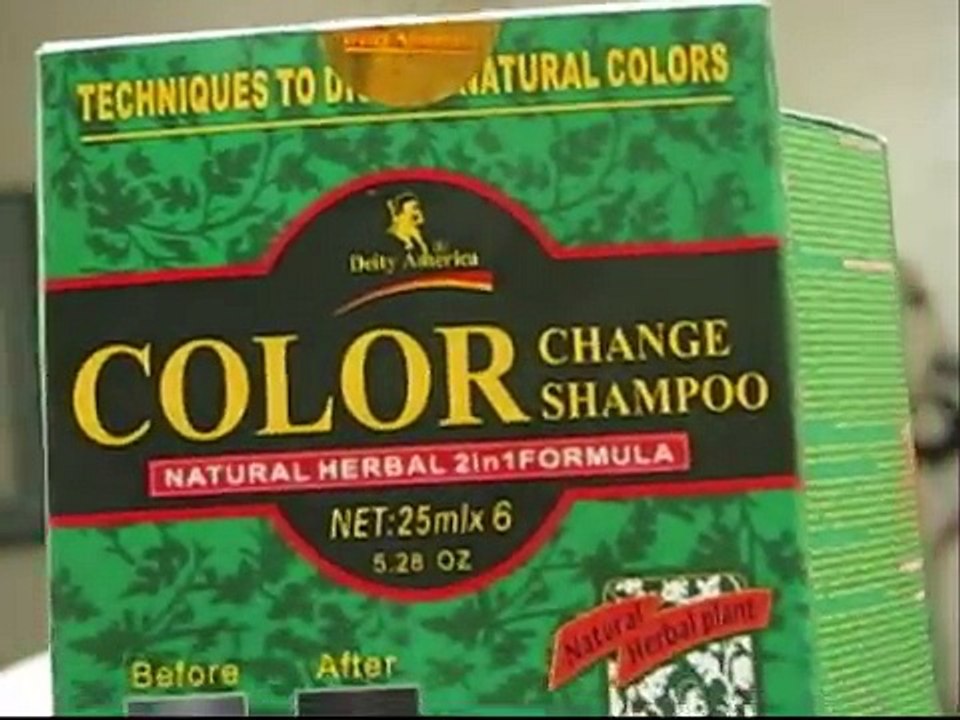 TECHNIQUES TO NATURAL COLORS
Deity America
COLOR CHANGE SHAMPOO
NATURAL HERBAL 2in1FORMULA
NET:25mlx 6
5.28 OZ
Natural Herbal plant
Before After